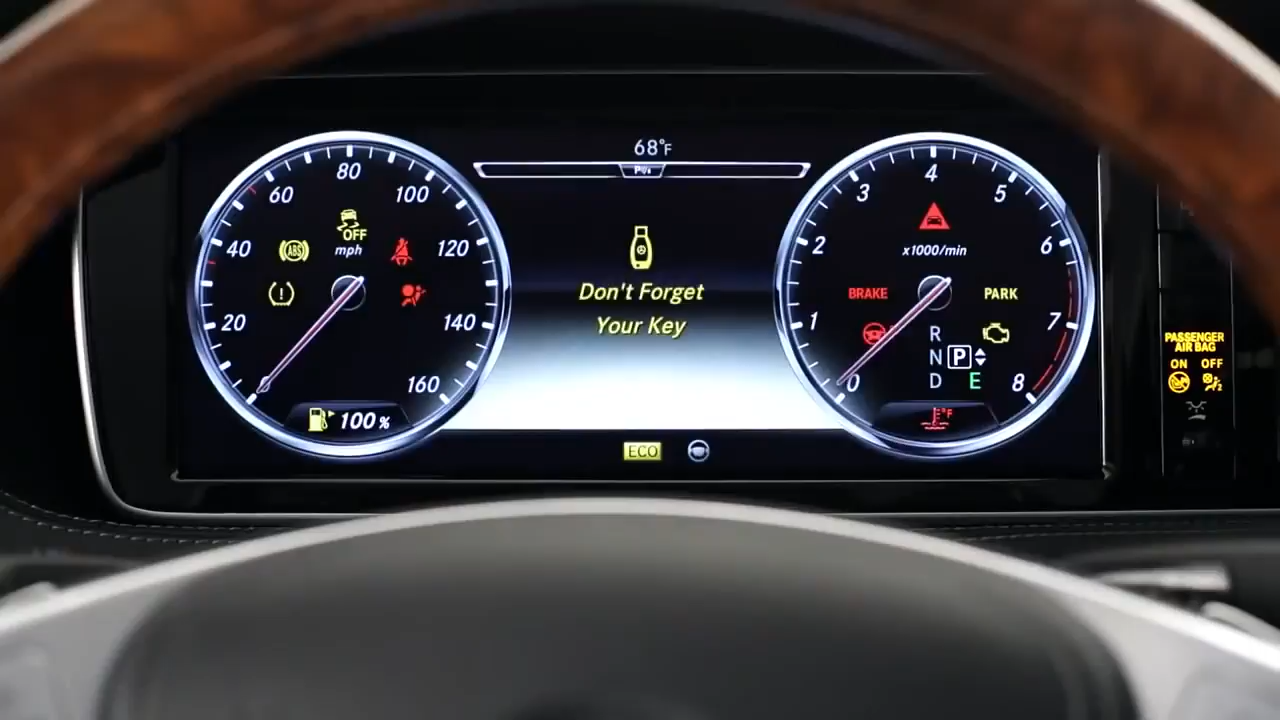 68°F
80
60
100
40
120
20
140
160
ABS
OFF
mph
!
100%
Don't Forget
Your Key
ECO
4
3
5
2
6
1
7
0
8
x1000/min
BRAKE
PARK
R
N P
D E
°F
PASSENGER
AIR BAG
ON OFF
2